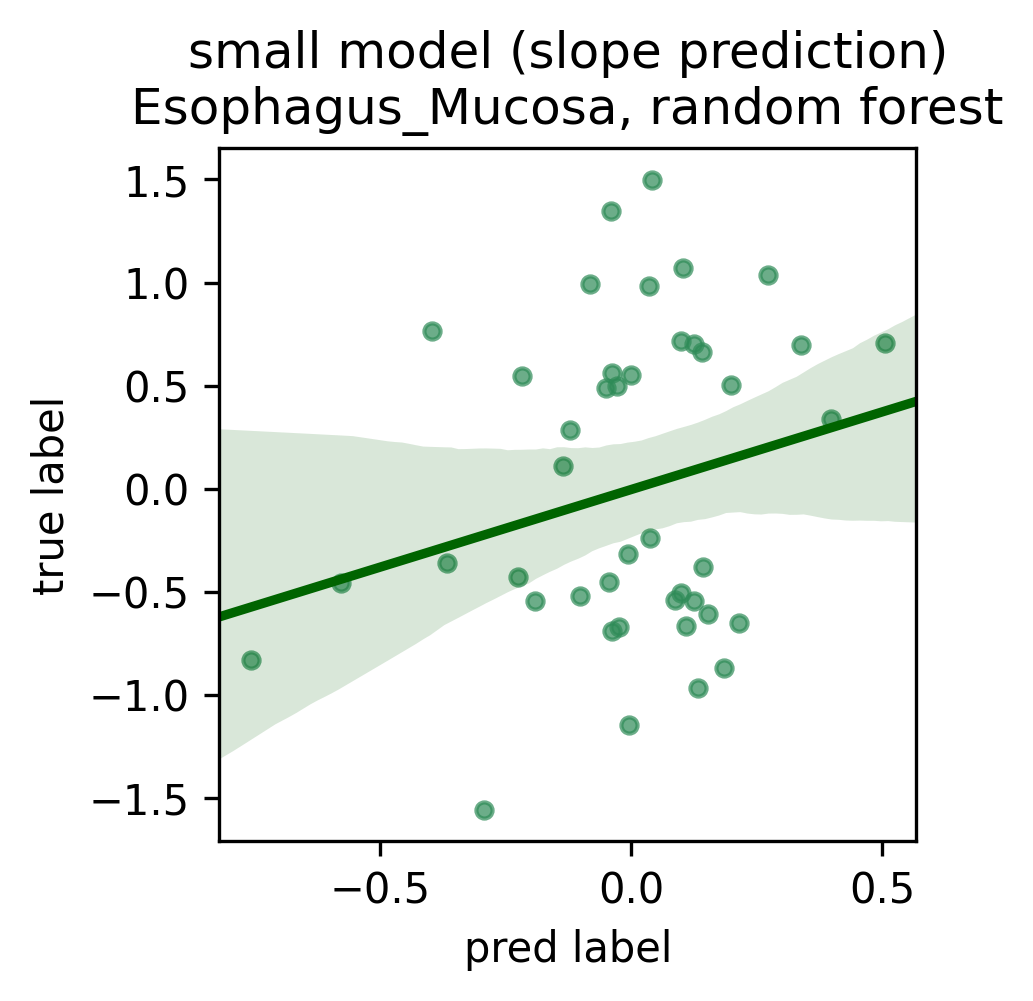 small model (slope prediction)
Esophagus_Mucosa, random forest
1.5
1.0
0.5
0.0
−0.5
−1.0
−1.5
true label
−0.5
0.0
0.5
pred label